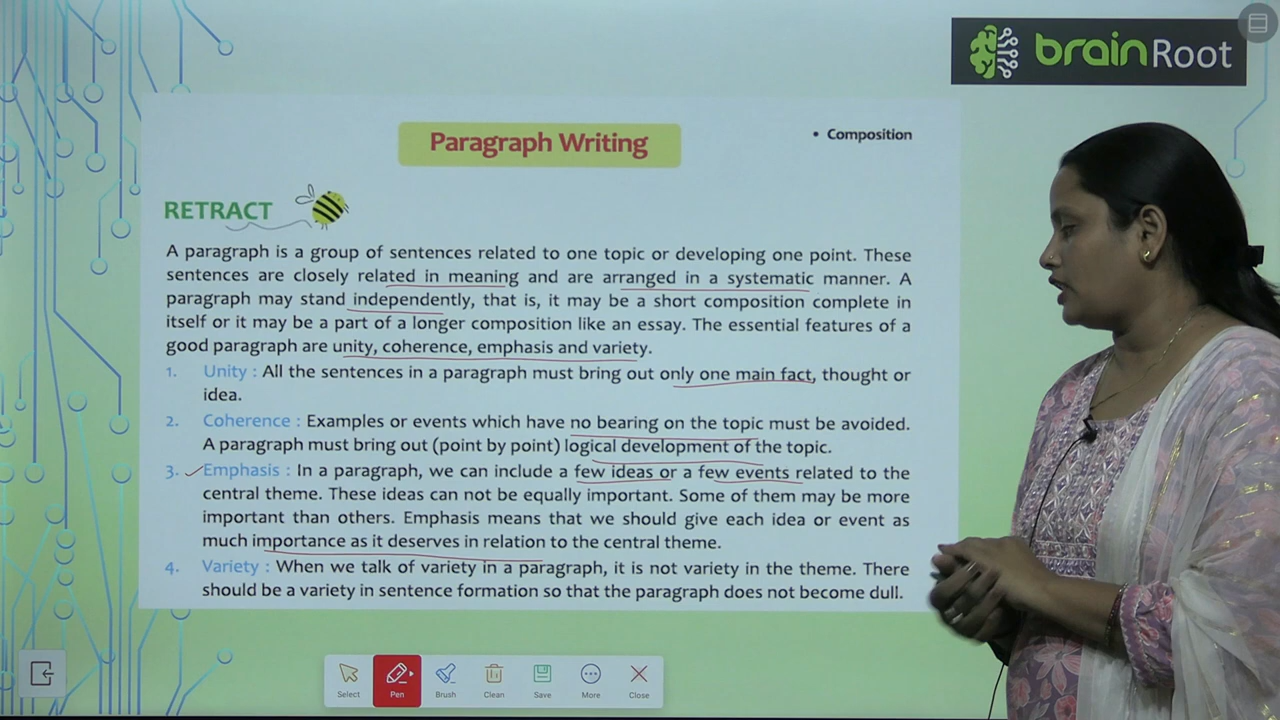 brainRoot
Paragraph Writing
• Composition
RETRACT
A paragraph is a group of sentences related to one topic or developing one point. These
sentences are closely related in meaning and are arranged in a systematic manner. A
paragraph may stand independently, that is, it may be a short composition complete in
itself or it may be a part of a longer composition like an essay. The essential features of a
good paragraph are unity, coherence, emphasis and variety.
1. Unity : All the sentences in a paragraph must bring out only one main fact, thought or
idea.
2. Coherence : Examples or events which have no bearing on the topic must be avoided.
A paragraph must bring out (point by point) logical development of the topic.
3. Emphasis : In a paragraph, we can include a few ideas or a few events related to the
central theme. These ideas can not be equally important. Some of them may be more
important than others. Emphasis means that we should give each idea or event as
much importance as it deserves in relation to the central theme.
4. Variety : When we talk of variety in a paragraph, it is not variety in the theme. There
should be a variety in sentence formation so that the paragraph does not become dull.
Select Pen Brush Clean Save More Close